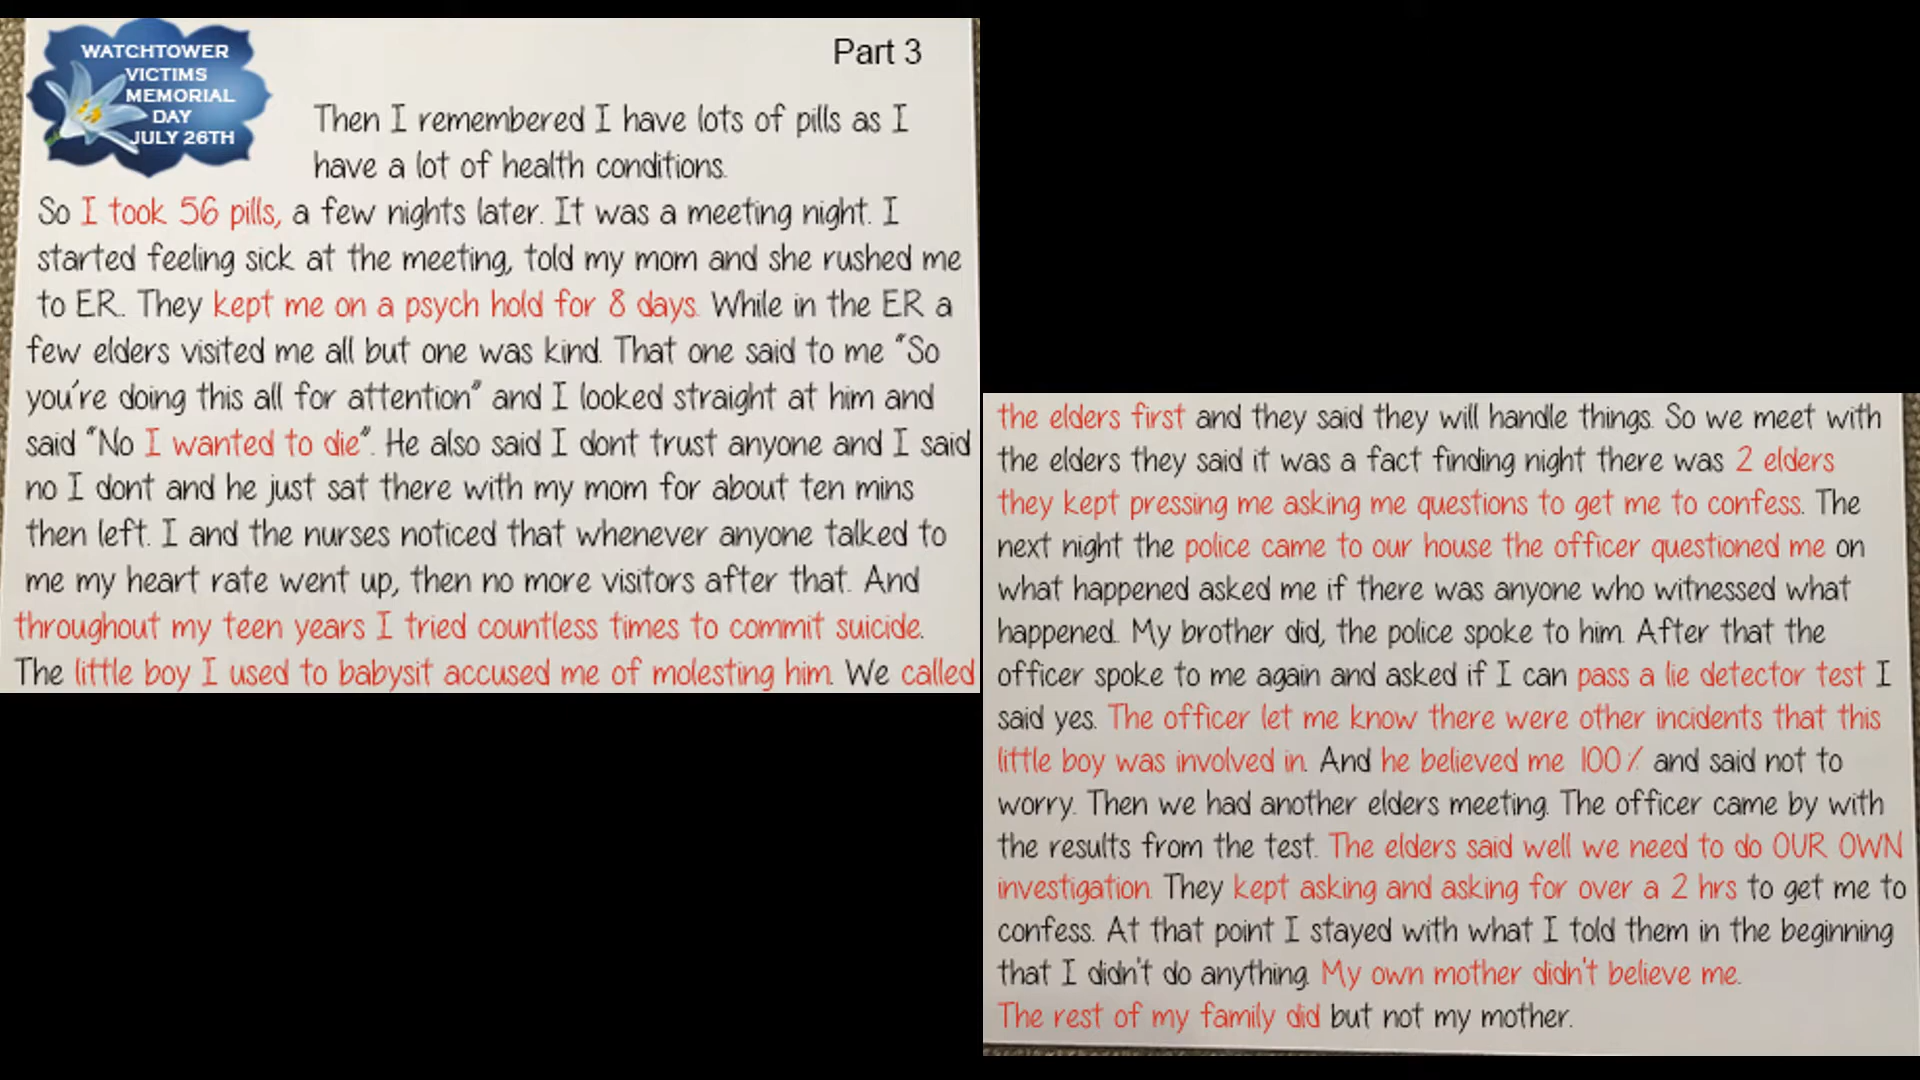 WATCHTOWER
VICTIMS
MEMORIAL
DAY
JULY 26TH
Part 3
Then I remembered I have lots of pills as I
have a lot of health conditions.
So I took 56 pills, a few nights later. It was a meeting night. I
started feeling sick at the meeting, told my mom and she rushed me
to ER. They kept me on a psych hold for 8 days. While in the ER a
few elders visited me all but one was kind. That one said to me "So
you're doing this all for attention" and I looked straight at him and
said "No I wanted to die". He also said I dont trust anyone and I said
no I dont and he just sat there with my mom for about ten mins
then left. I and the nurses noticed that whenever anyone talked to
me my heart rate went up, then no more visitors after that. And
throughout my teen years I tried countless times to commit suicide.
The little boy I used to babysit accused me of molesting him. We called
the elders first and they said they will handle things. So we meet with
the elders they said it was a fact finding night there was 2 elders
they kept pressing me asking me questions to get me to confess. The
next night the police came to our house the officer questioned me on
what happened asked me if there was anyone who witnessed what
happened. My brother did, the police spoke to him. After that the
officer spoke to me again and asked if I can pass a lie detector test I
said yes. The officer let me know there were other incidents that this
little boy was involved in. And he believed me 100% and said not to
worry. Then we had another elders meeting. The officer came by with
the results from the test. The elders said well we need to do OUR OWN
investigation. They kept asking and asking for over a 2 hrs to get me to
confess. At that point I stayed with what I told them in the beginning
that I didn't do anything. My own mother didn't believe me.
The rest of my family did but not my mother.